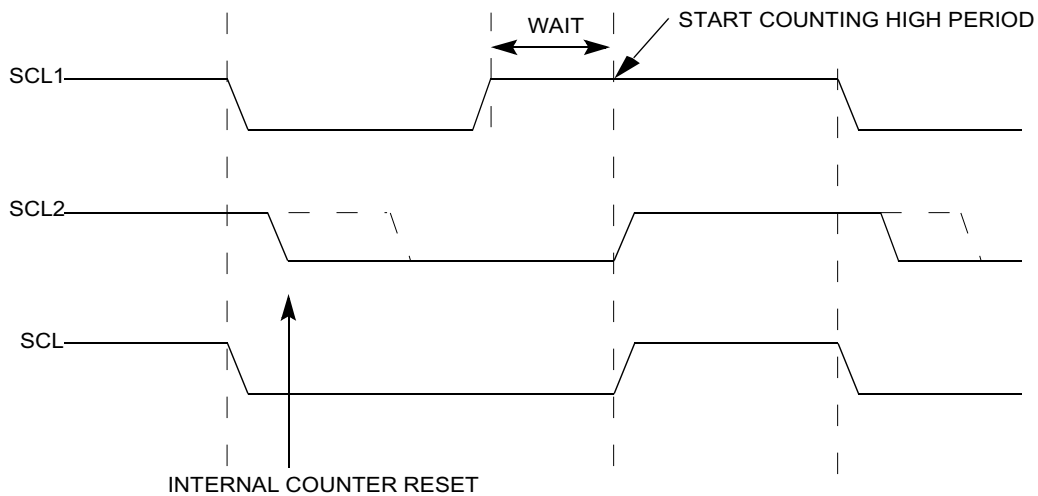 WAIT
START COUNTING HIGH PERIOD
SCL1
SCL2
SCL
INTERNAL COUNTER RESET